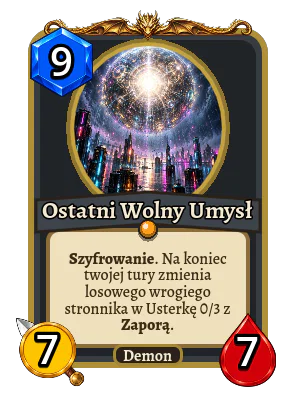 9
Ostatni Wolny Umysł
Szyfrowanie. Na koniec
twojej tury zmienia
losowego wrogiego
stronnika w Usterkę 0/3 z
Zaporą.
7
7
Demon